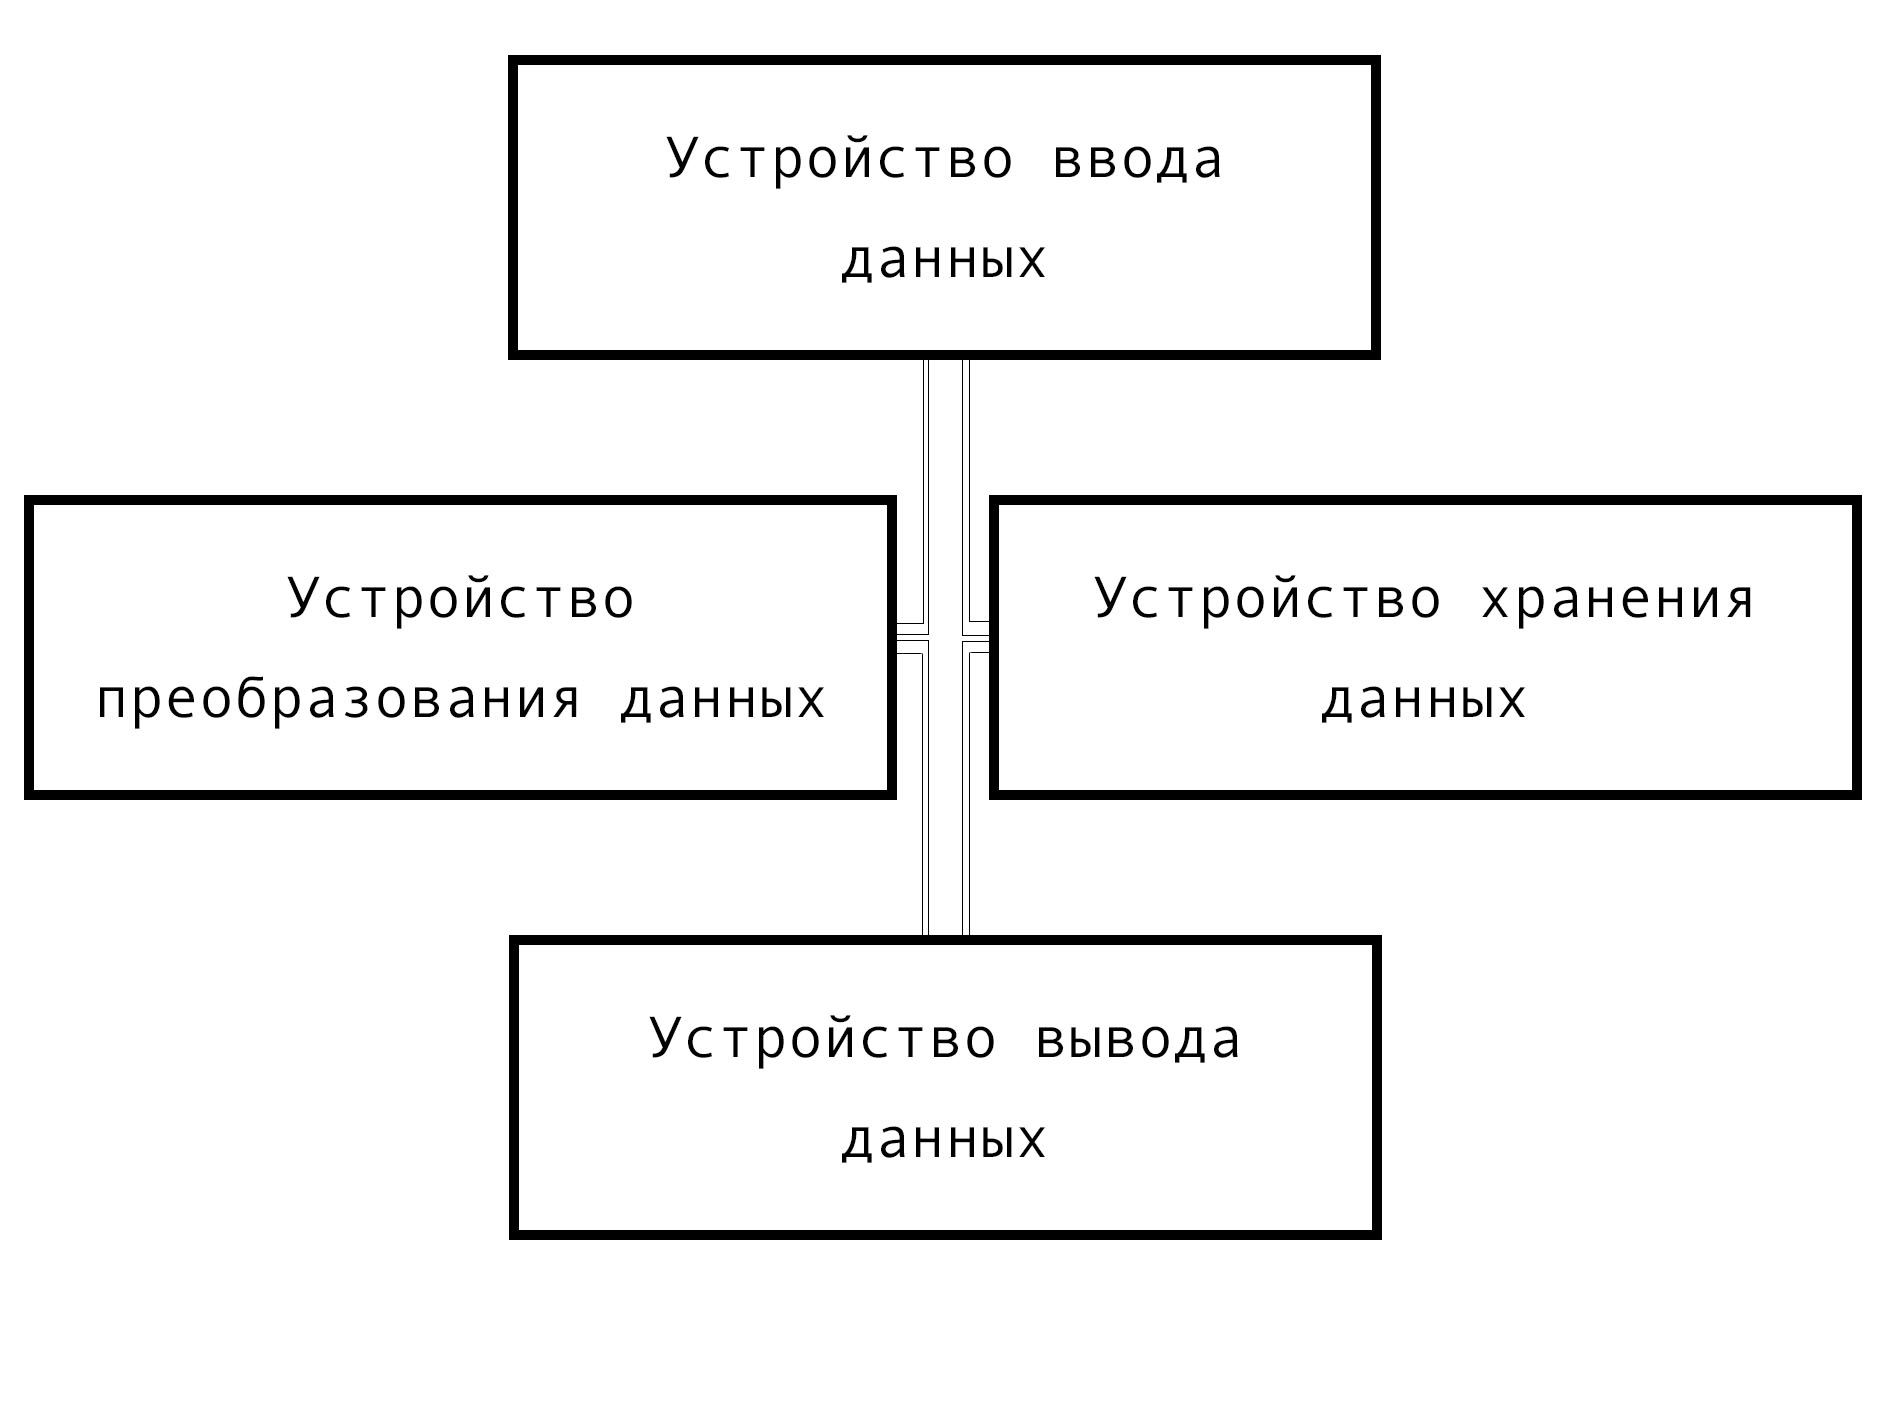 Устройство ввода
данных
Устройство
преобразования данных
Устройство хранения
данных
Устройство вывода
данных